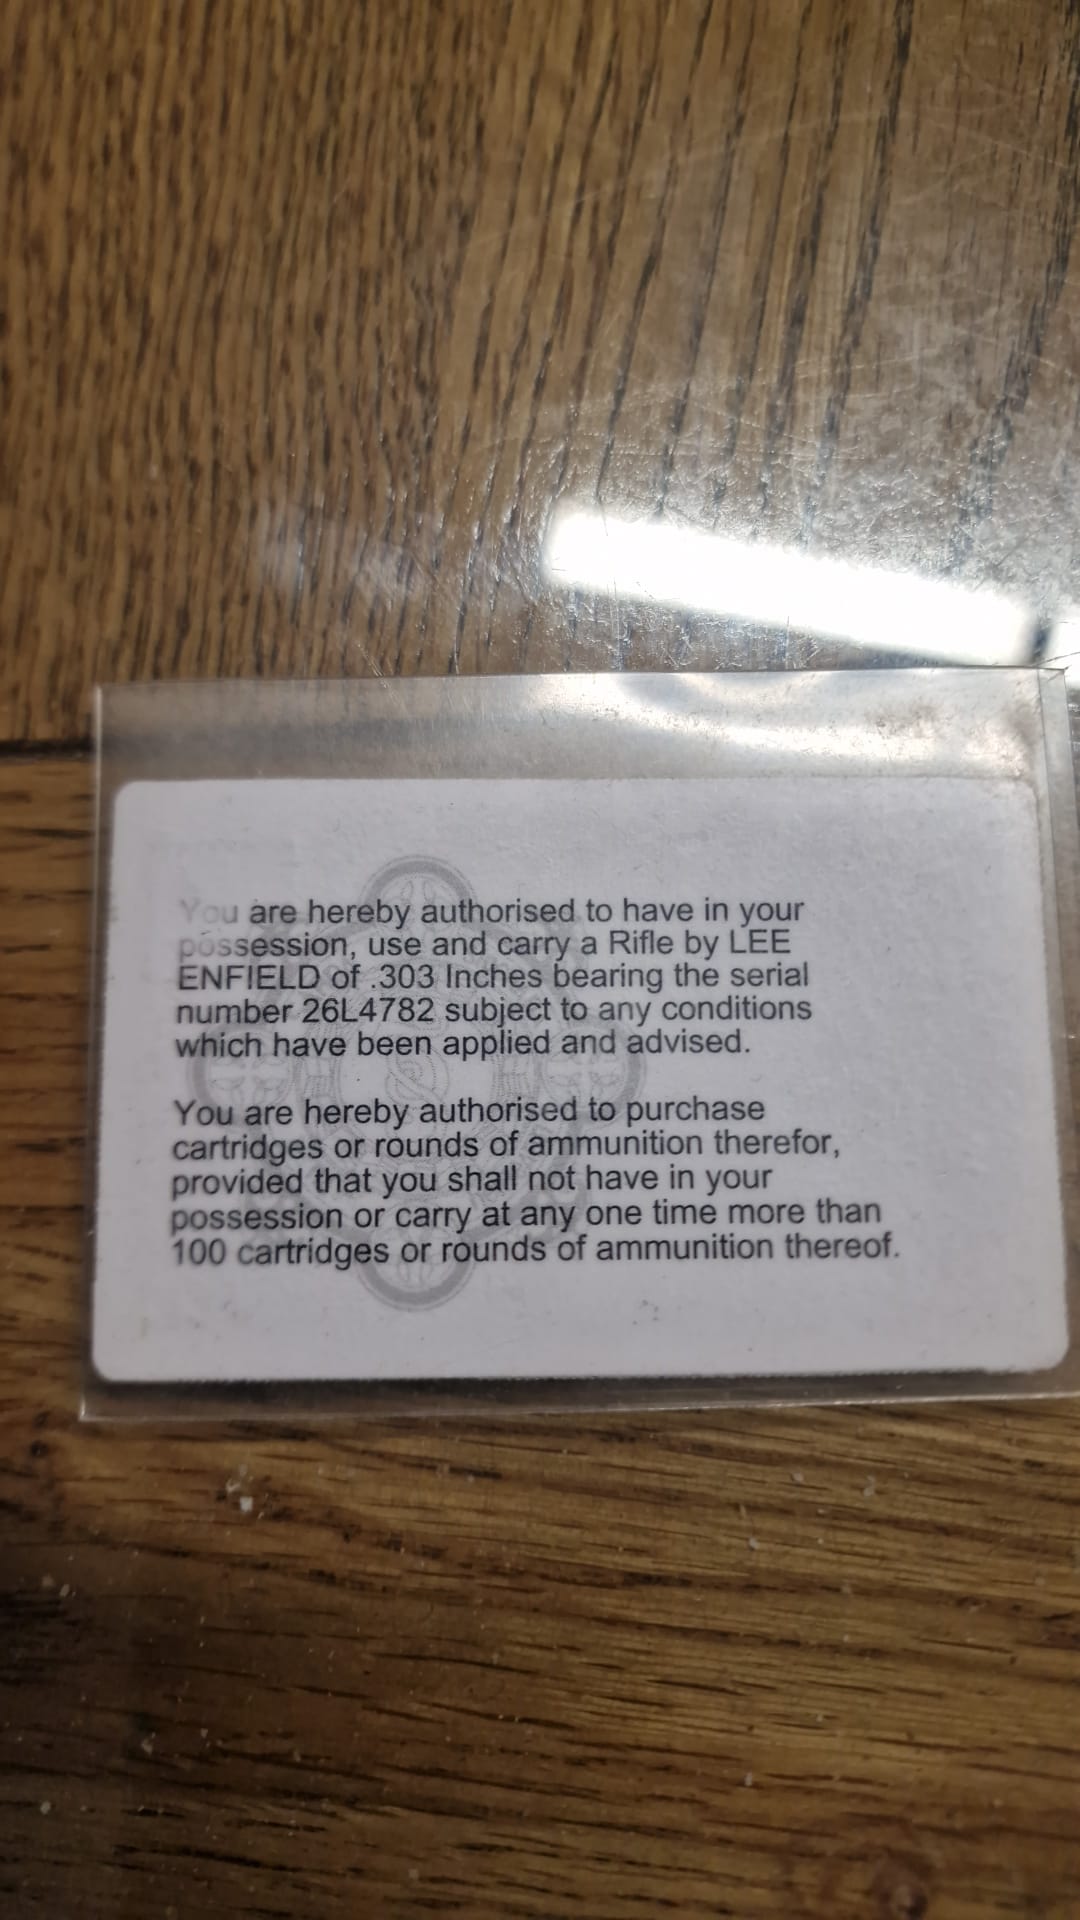 You are hereby authorised to have in your
possession, use and carry a Rifle by LEE
ENFIELD of .303 Inches bearing the serial
number 26L4782 subject to any conditions
which have been applied and advised.
You are hereby authorised to purchase
cartridges or rounds of ammunition therefor,
provided that you shall not have in your
possession or carry at any one time more than
100 cartridges or rounds of ammunition thereof.